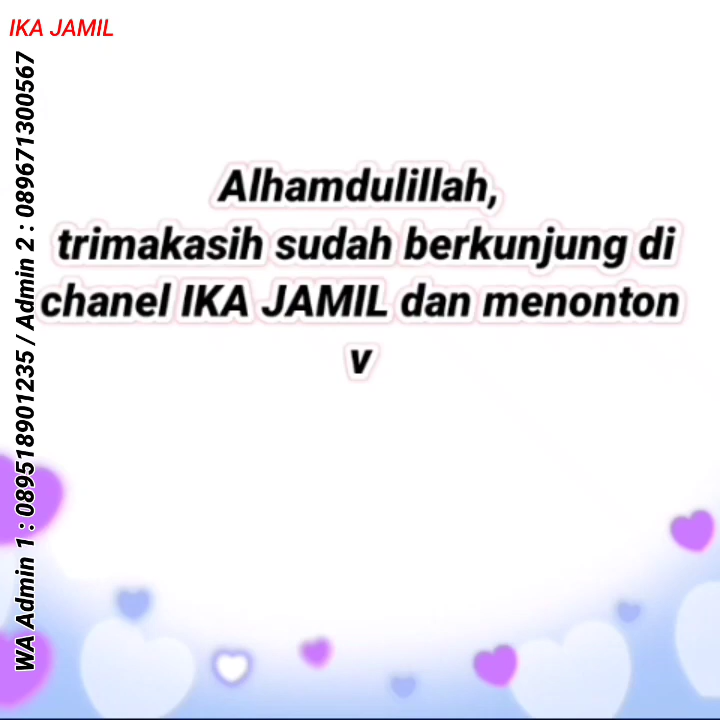 IKA JAMIL
WA Admin 1 : 089518901235 / Admin 2 : 089671300567
Alhamdulillah,
trimakasih sudah berkunjung di
chanel IKA JAMIL dan menonton
v